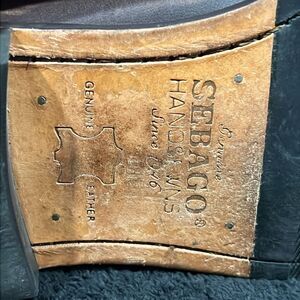 Genuine
SEBAGO®
HANDSEWNS
Since 1946
GENUINE
LEATHER